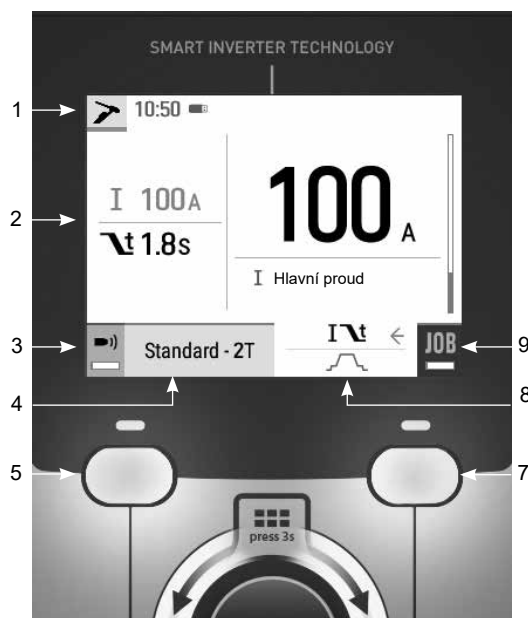 SMART INVERTER TECHNOLOGY
1
10:50
2
I 100A
t 1.8s
100 A
I Hlavní proud
3
Standard - 2T
I t
JOB
9
4
8
5
7
press 3s